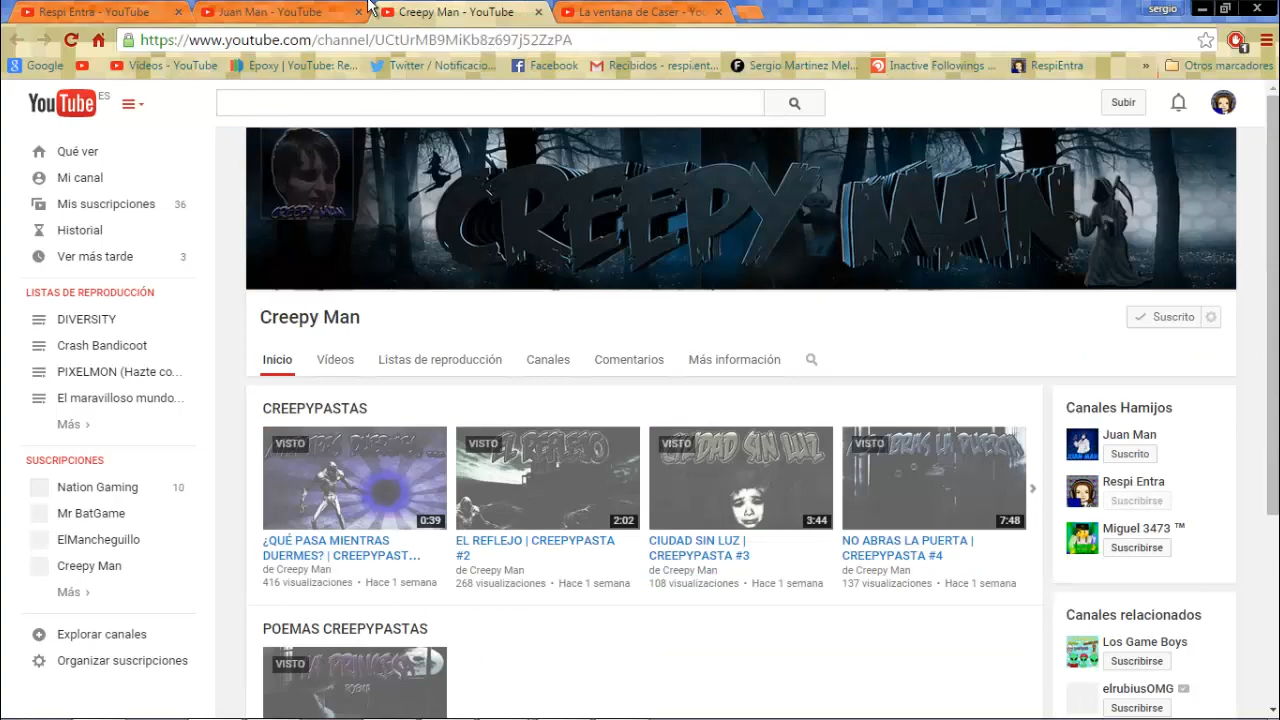 Respi Entra - YouTube
Juan Man - YouTube
Creepy Man - YouTube
La ventana de Caser - Yo
sergio
https://www.youtube.com/channel/UCtUrMB9MiKb8z697j52ZzPA
1
Google
Vídeos - YouTube
Epoxy | YouTube: Re...
Twitter / Notificacio...
Facebook
Recibidos - respi.ent...
Sergio Martinez Mel...
Inactive Followings ...
RespiEntra
»
Otros marcadores
YouTube ES
Subir
Qué ver
Mi canal
Mis suscripciones 36
Historial
Ver más tarde 3
LISTAS DE REPRODUCCIÓN
DIVERSITY
Crash Bandicoot
PIXELMON (Hazte co...
El maravilloso mundo...
Más ›
SUSCRIPCIONES
Nation Gaming 10
Mr BatGame
ElMancheguillo
Creepy Man
Más ›
Explorar canales
Organizar suscripciones
CREEPY MAN
CREEPY MAN
Creepy Man
Suscrito
Inicio
Vídeos
Listas de reproducción
Canales
Comentarios
Más información
CREEPYPASTAS
VISTO
0:39
¿QUÉ PASA MIENTRAS
DUERMES? | CREEPYPAST...
de Creepy Man
416 visualizaciones • Hace 1 semana
VISTO
EL REFLEJO
2:02
EL REFLEJO | CREEPYPASTA
#2
de Creepy Man
268 visualizaciones • Hace 1 semana
VISTO
CIUDAD SIN LUZ
3:44
CIUDAD SIN LUZ |
CREEPYPASTA #3
de Creepy Man
108 visualizaciones • Hace 1 semana
VISTO
7:48
NO ABRAS LA PUERTA |
CREEPYPASTA #4
de Creepy Man
137 visualizaciones • Hace 1 semana
POEMAS CREEPYPASTAS
VISTO
Canales Hamijos
Juan Man
Suscrito
Respi Entra
Suscribirse
Miguel 3473 ™
Suscribirse
Canales relacionados
Los Game Boys
Suscribirse
elrubiusOMG
Suscribirse